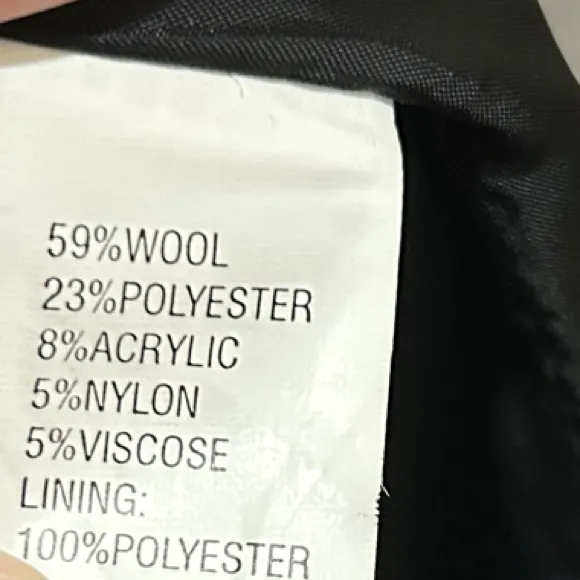 59%WOOL
23%POLYESTER
8%ACRYLIC
5%NYLON
5%VISCOSE
LINING:
100%POLYESTER